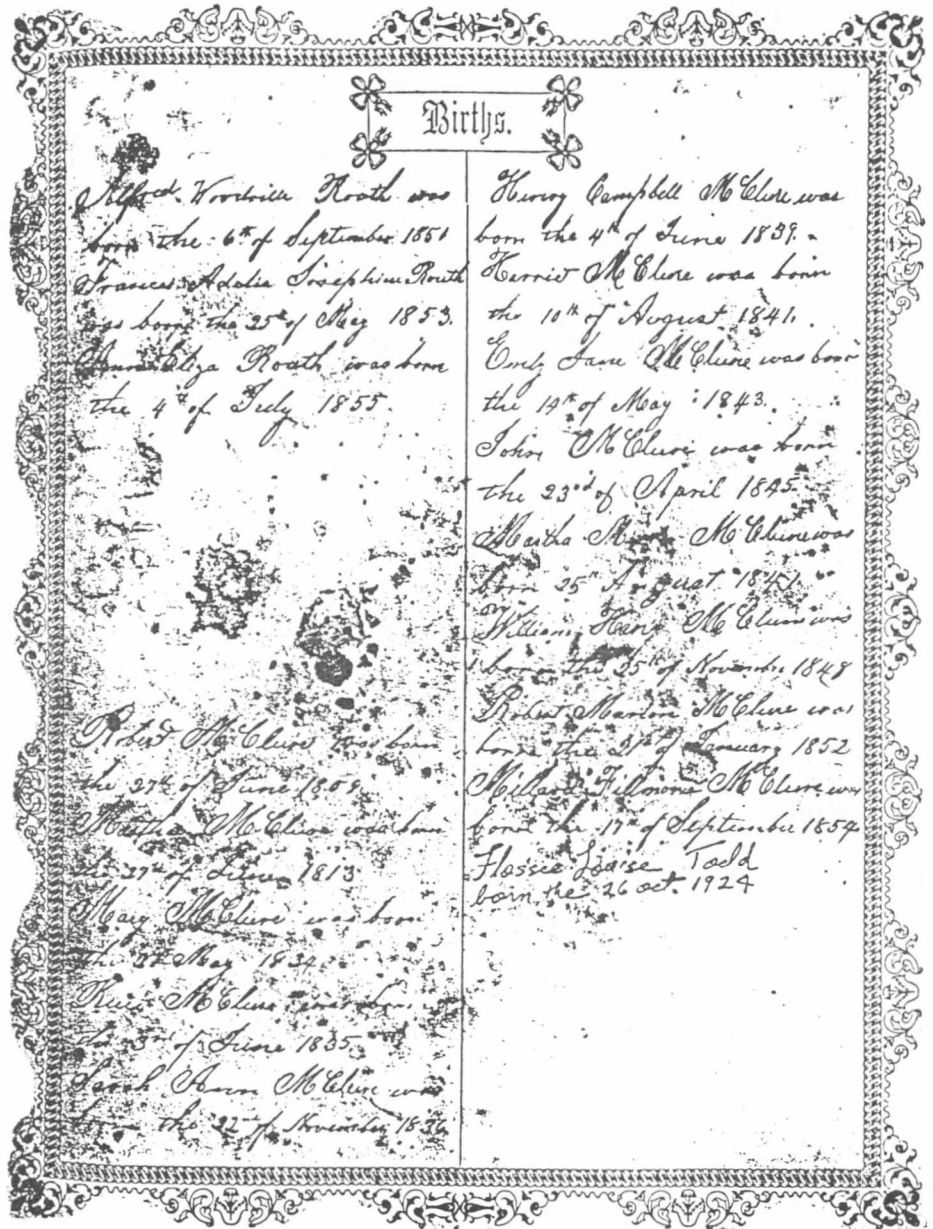 Births.
Alfred Woodville Routh was
born the 6th of September 1851
Frances Adelia Josephine Routh
was born the 25th of May 1853.
Eliza Routh was born
the 4th of July 1855.
Robert McClure was born
the 27th of June 1809
Martha McClure was born
the 27th of June 1813
Mary McClure was born
the May 1834
McClure was born
the 3rd of June 1835
Sarah Ann McClure was
born the 22nd of November 1836
Henry Campbell McClure was
born the 4th of June 1839.
Harriet McClure was born
the 10th of August 1841.
Emily Jane McClure was born
the 14th of May 1843.
John McClure was born
the 23rd of April 1845
Martha McClure was
born 25th August
William Henry McClure was
born the 25th of November 1848
Robert Marion McClure was
born the 21st of January 1852
Millard Fillmore McClure was
born the 17th of September 1854
Flossie Louise Todd
born the 26 oct. 1924